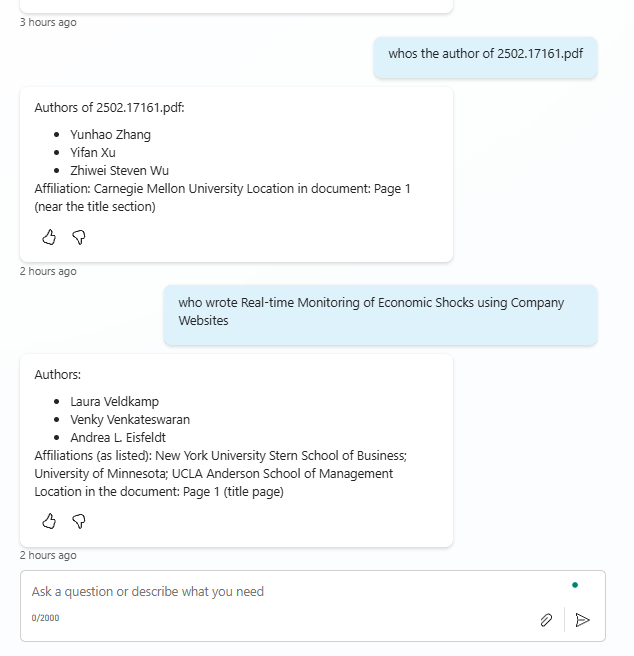 3 hours ago
whos the author of 2502.17161.pdf
Authors of 2502.17161.pdf:
Yunhao Zhang
Yifan Xu
Zhiwei Steven Wu
Affiliation: Carnegie Mellon University Location in document: Page 1
(near the title section)
2 hours ago
who wrote Real-time Monitoring of Economic Shocks using Company
Websites
Authors:
Laura Veldkamp
Venky Venkateswaran
Andrea L. Eisfeldt
Affiliations (as listed): New York University Stern School of Business;
University of Minnesota; UCLA Anderson School of Management
Location in the document: Page 1 (title page)
2 hours ago
Ask a question or describe what you need
0/2000